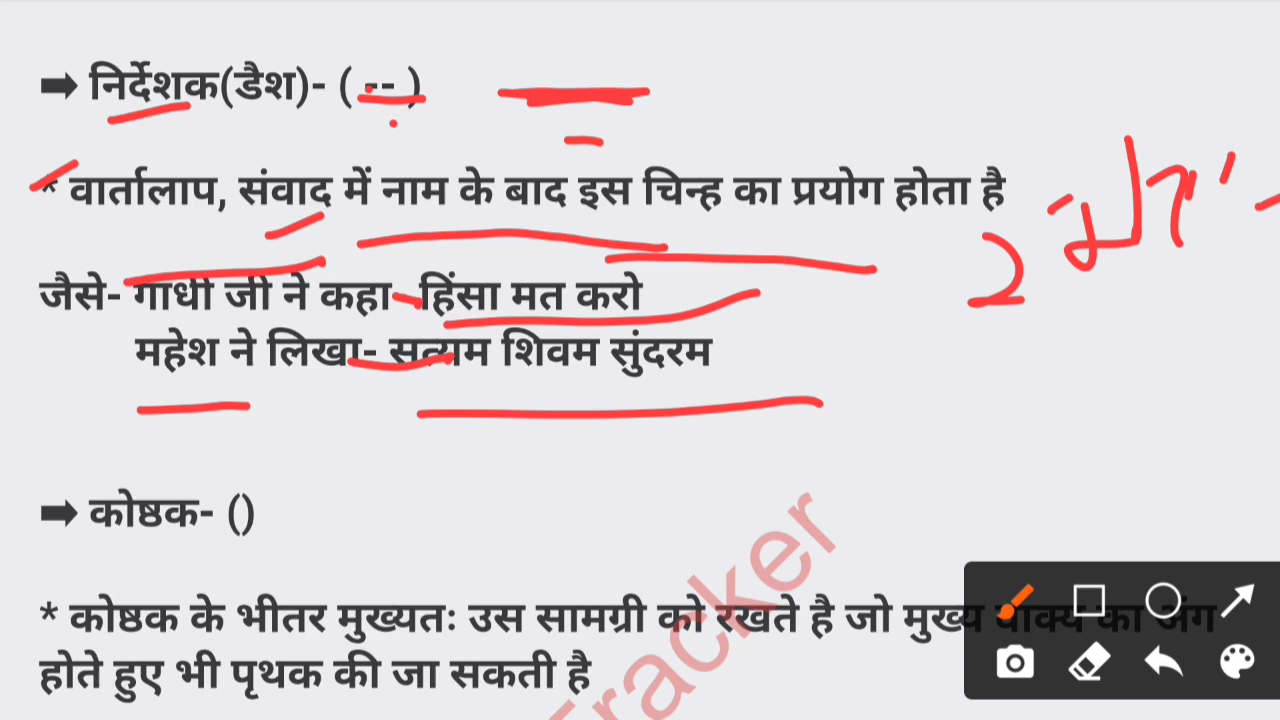 ➡ निर्देशक(डैश)- ( -- )
* वार्तालाप, संवाद में नाम के बाद इस चिन्ह का प्रयोग होता है
जैसे- गांधी जी ने कहा- हिंसा मत करो
महेश ने लिखा- सत्यम शिवम सुंदरम
➡ कोष्ठक- ()
* कोष्ठक के भीतर मुख्यतः उस सामग्री को रखते है जो मुख्य वाक्य का अंग
होते हुए भी पृथक की जा सकती है
Tracker